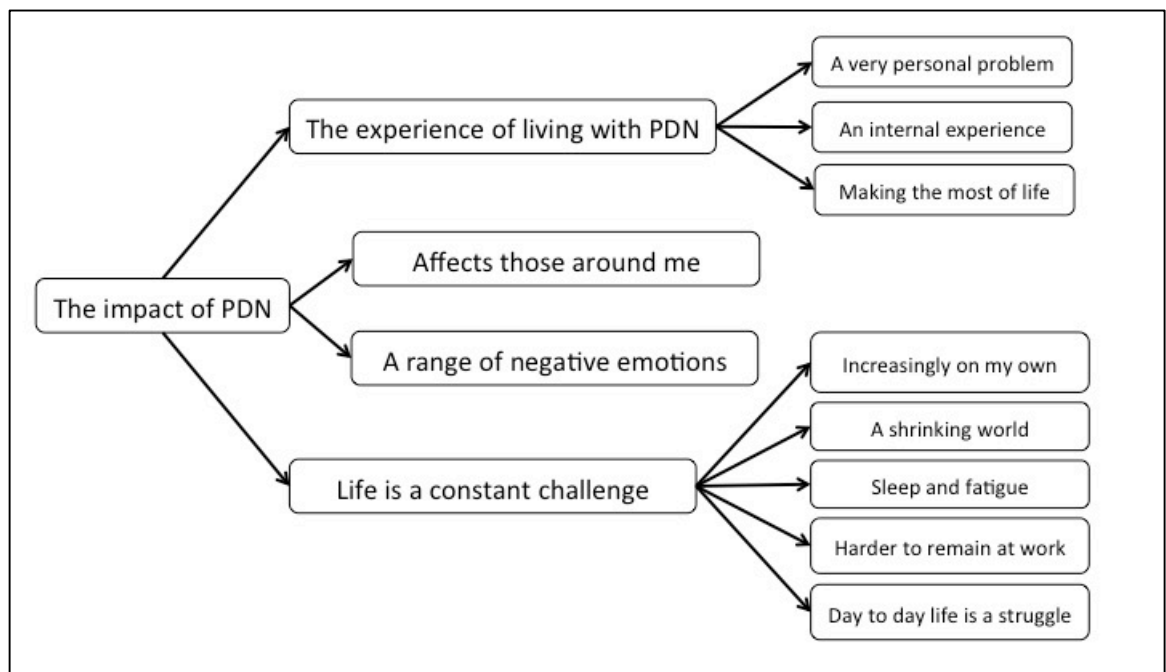 The impact of PDN
The experience of living with PDN
A very personal problem
An internal experience
Making the most of life
Affects those around me
A range of negative emotions
Life is a constant challenge
Increasingly on my own
A shrinking world
Sleep and fatigue
Harder to remain at work
Day to day life is a struggle